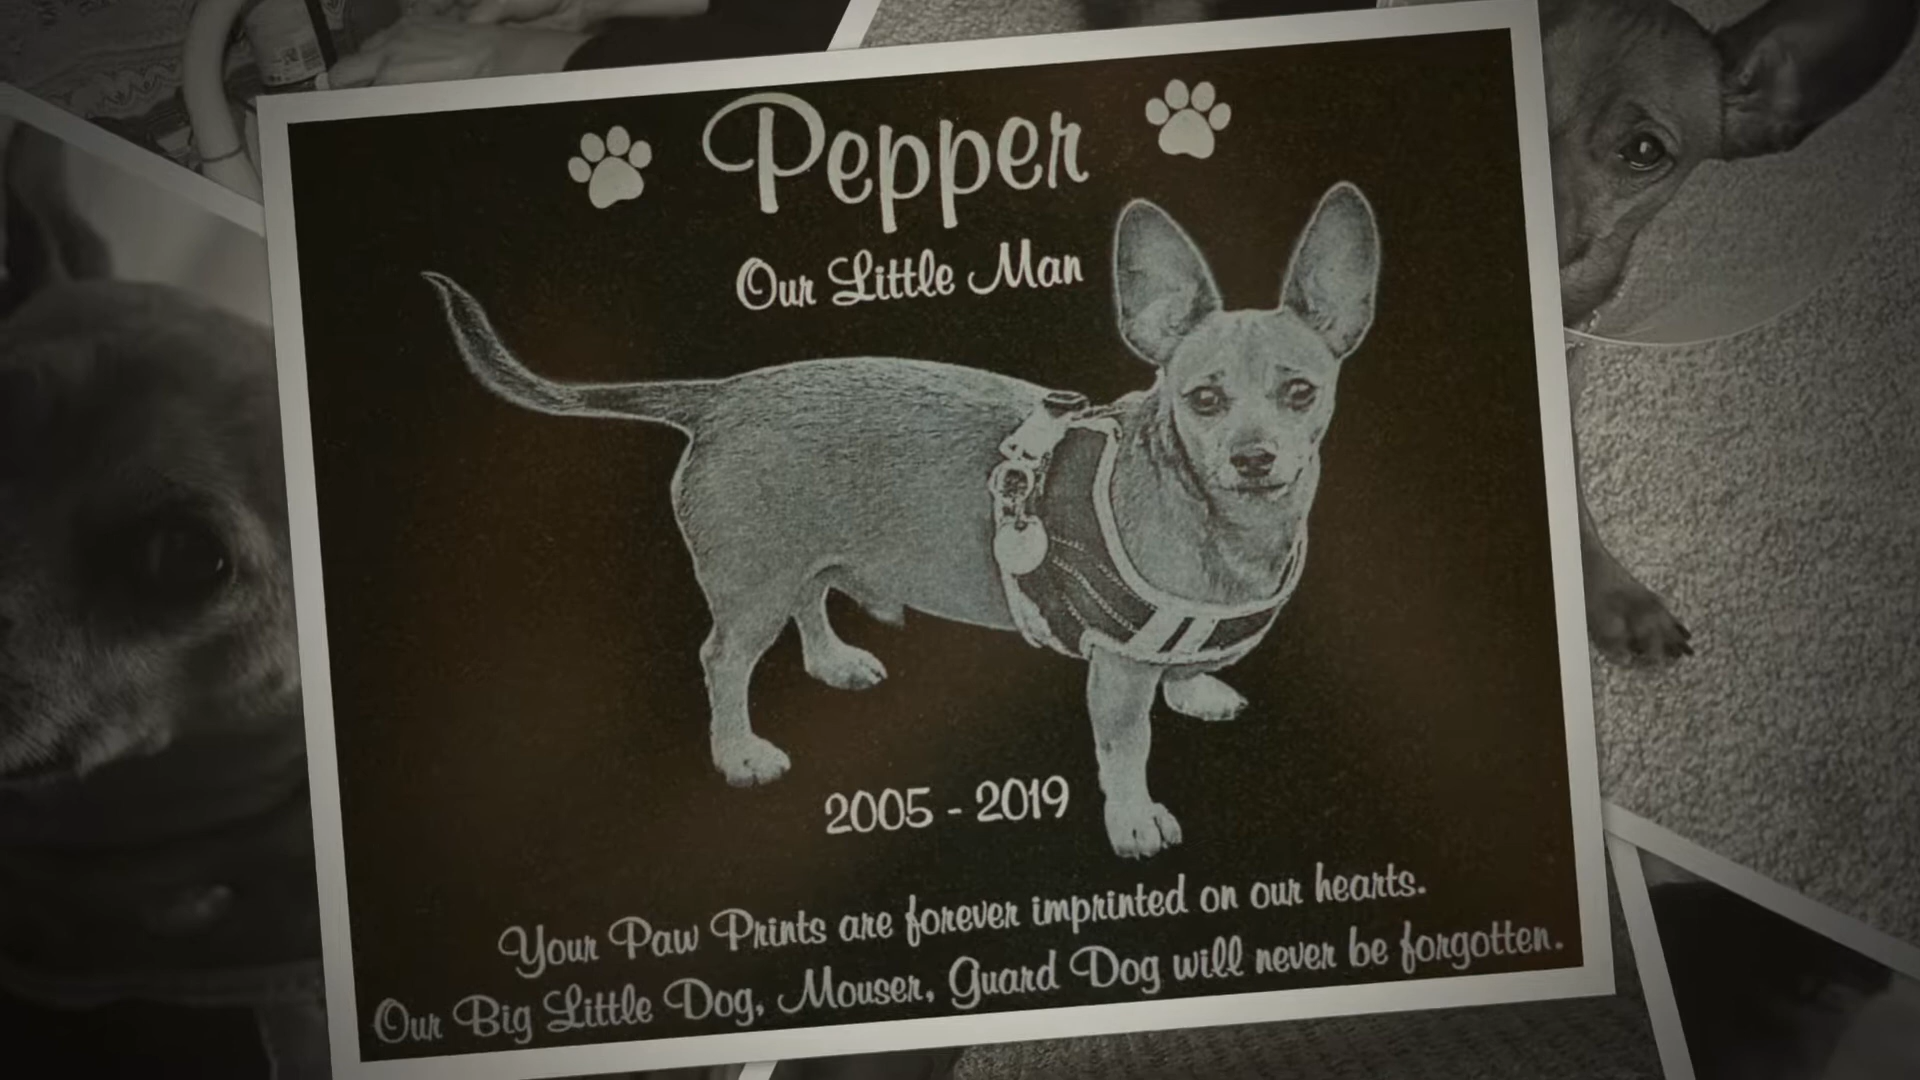 Pepper
Our Little Man
2005 - 2019
Your Paw Prints are forever imprinted on our hearts.
Our Big Little Dog, Mouser, Guard Dog will never be forgotten.